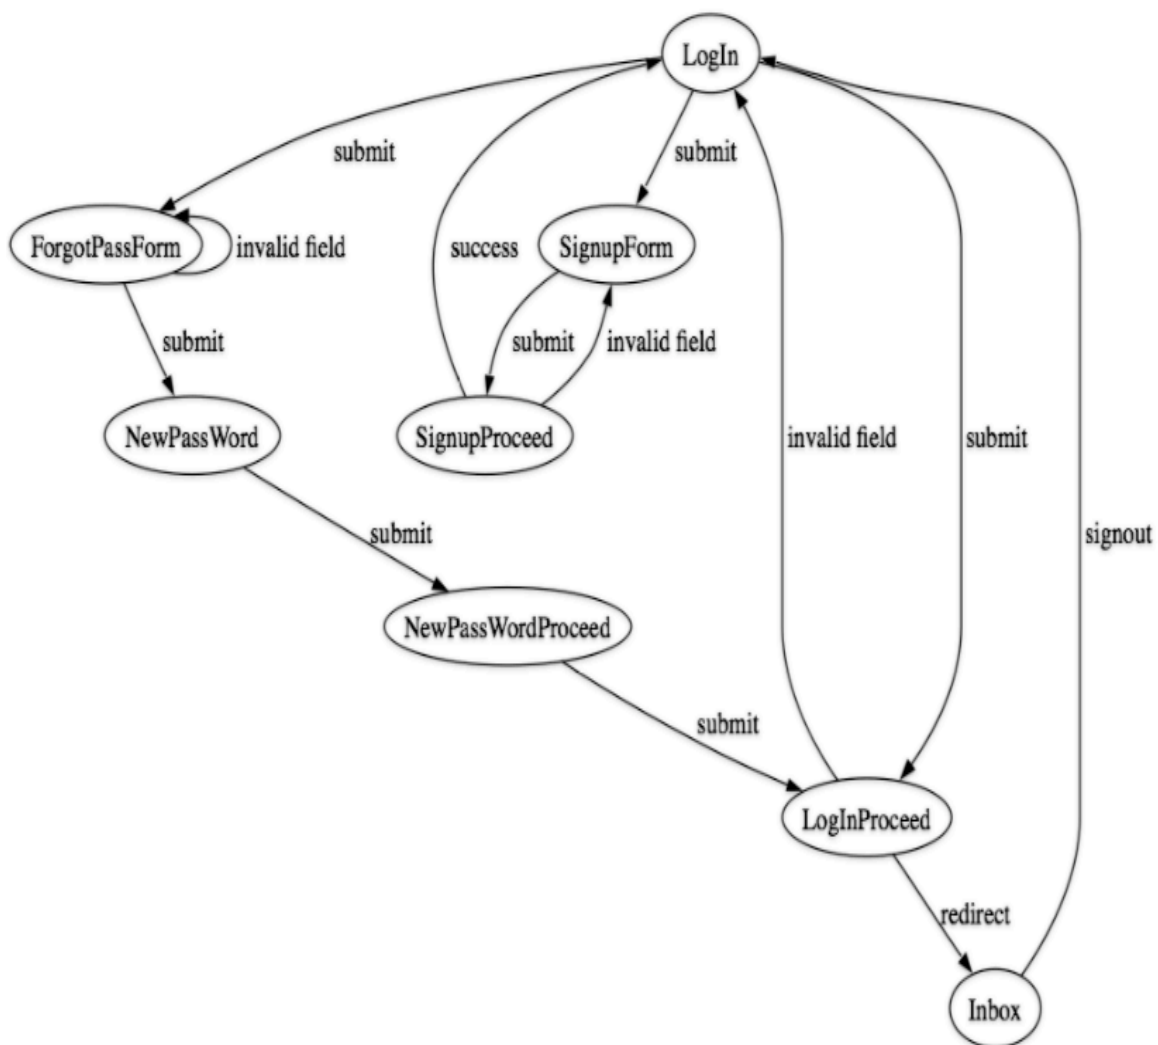 LogIn
submit
submit
ForgotPassForm
invalid field
success
SignupForm
submit
submit
invalid field
NewPassWord
SignupProceed
invalid field
submit
submit
signout
NewPassWordProceed
submit
LogInProceed
redirect
Inbox